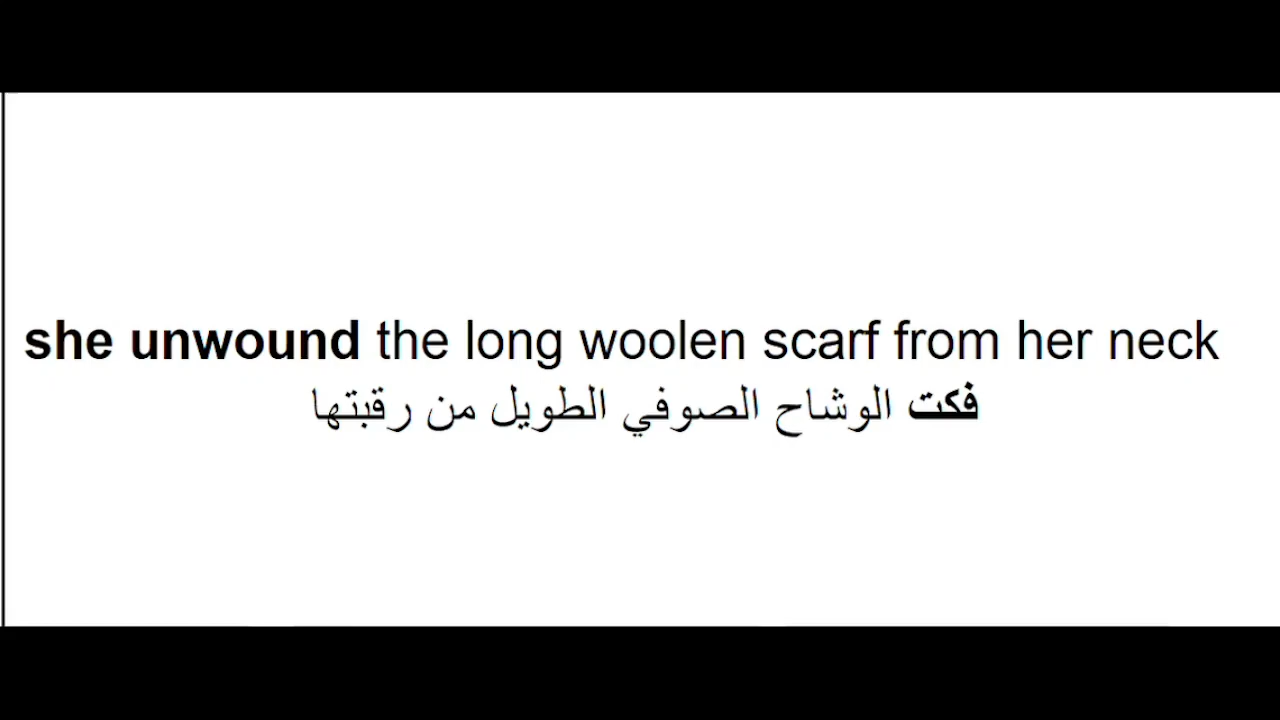 she unwound the long woolen scarf from her neck
فكت الوشاح الصوفي الطويل من رقبتها